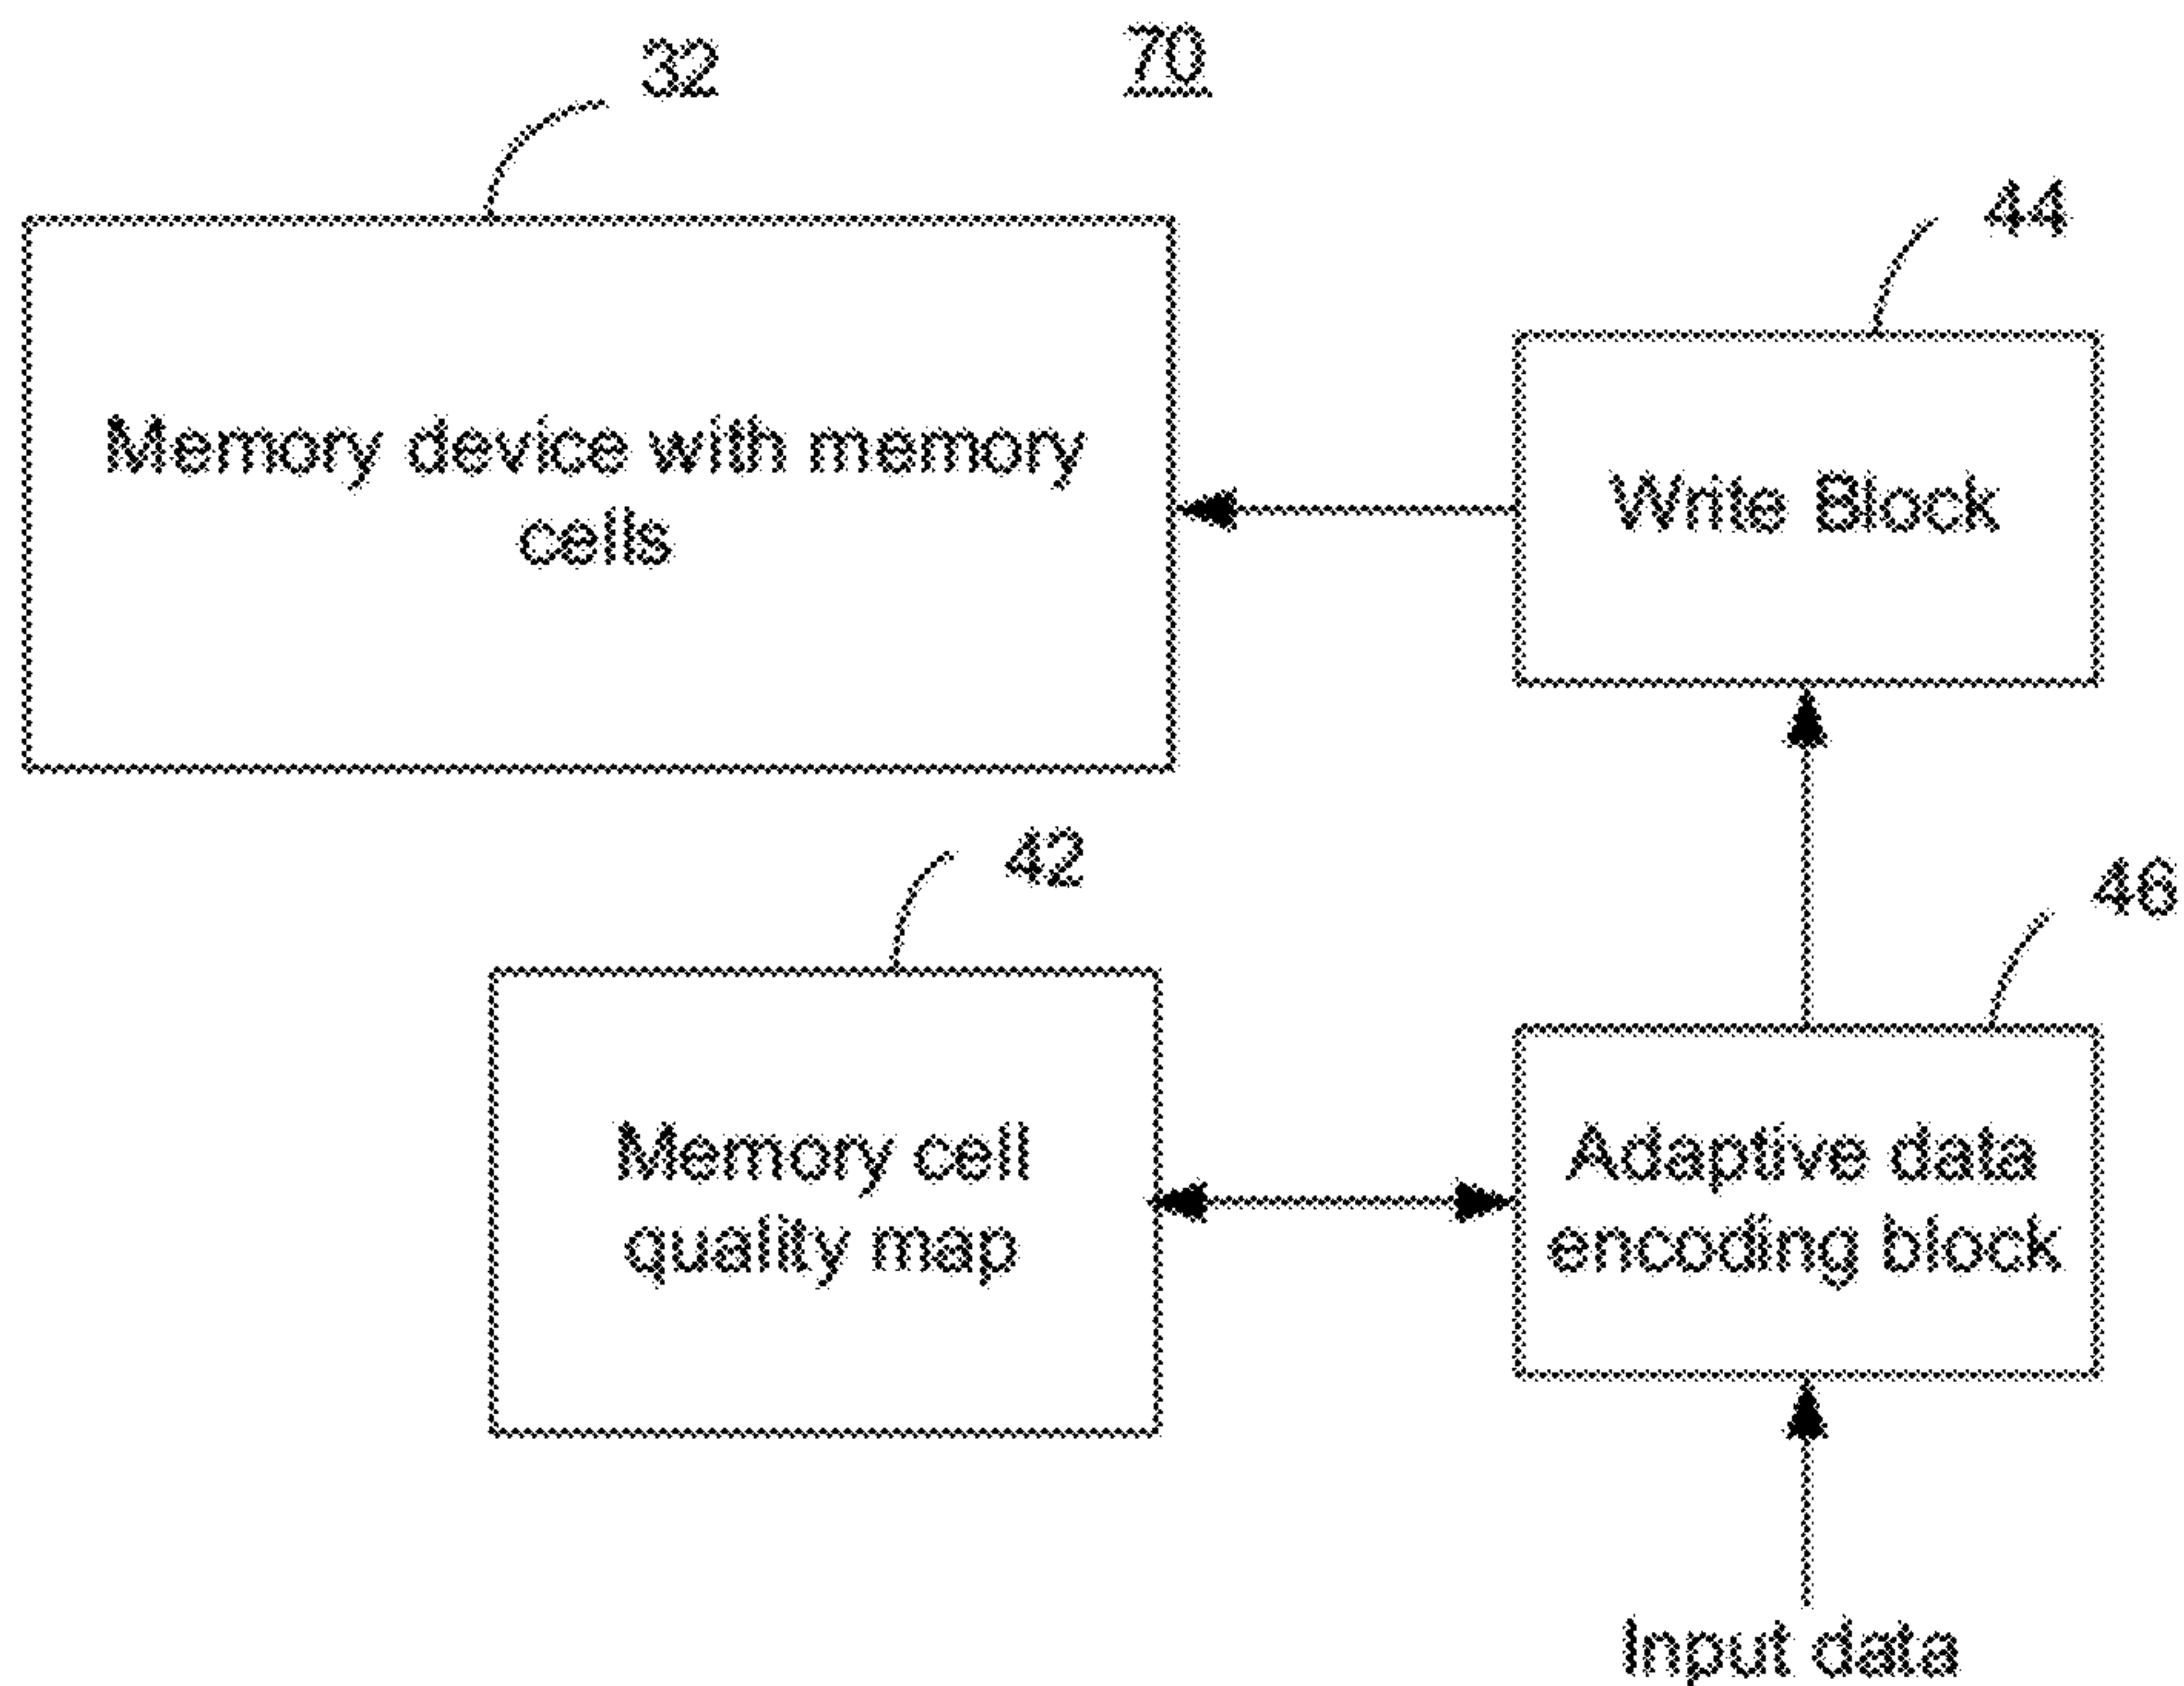 32
70
44
Memory device with memory
cells
Write Block
42
46
Memory cell
quality map
Adaptive data
encoding block
Input data